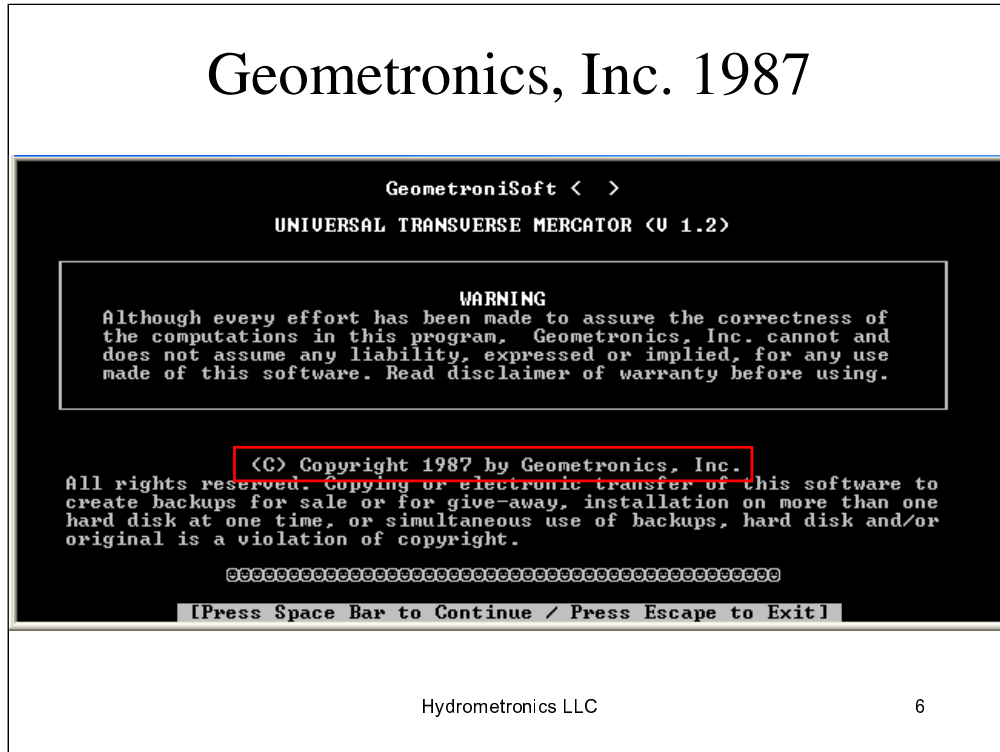 Geometronics, Inc. 1987
GeometroniSoft < >
UNIVERSAL TRANSVERSE MERCATOR (V 1.2)
WARNING
Although every effort has been made to assure the correctness of
the computations in this program, Geometronics, Inc. cannot and
does not assume any liability, expressed or implied, for any use
made of this software. Read disclaimer of warranty before using.
(C) Copyright 1987 by Geometronics, Inc.
All rights reserved. Copying or electronic transfer of this software to
create backups for sale or for give-away, installation on more than one
hard disk at one time, or simultaneous use of backups, hard disk and/or
original is a violation of copyright.
[Press Space Bar to Continue / Press Escape to Exit]
Hydrometronics LLC
6